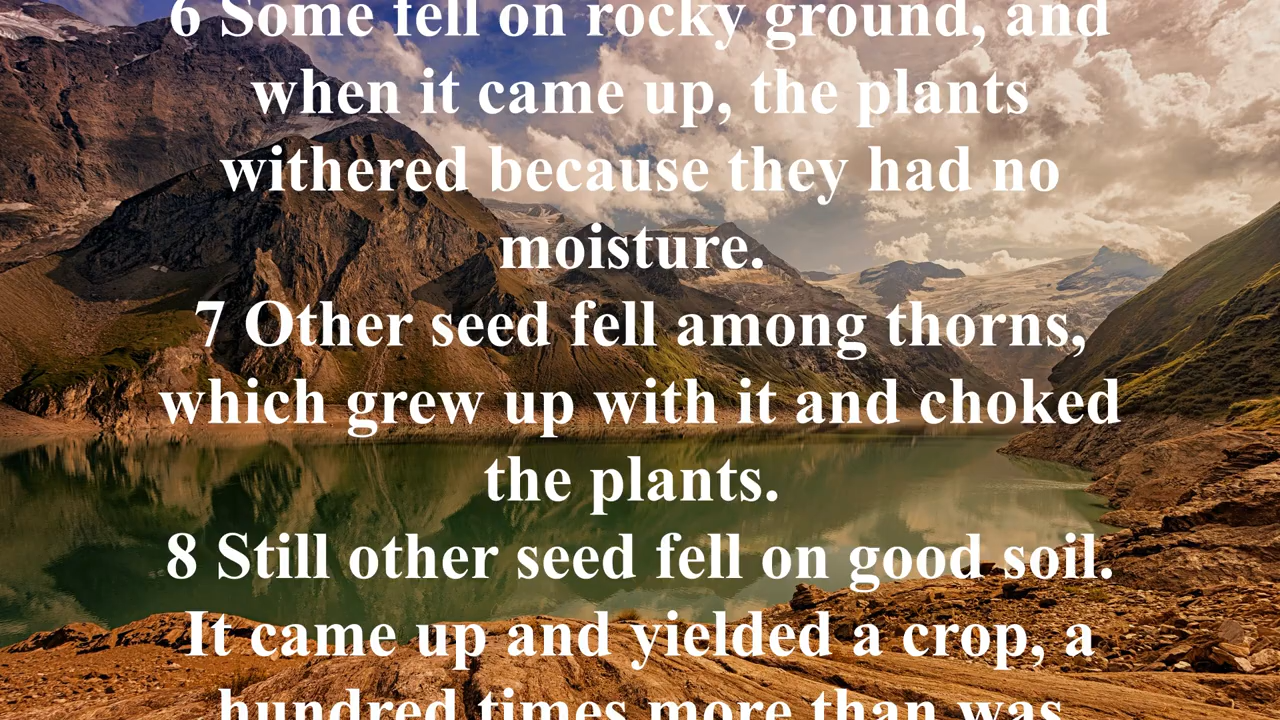 6 Some fell on rocky ground, and
when it came up, the plants
withered because they had no
moisture.
7 Other seed fell among thorns,
which grew up with it and choked
the plants.
8 Still other seed fell on good soil.
It came up and yielded a crop, a
hundred times more than was